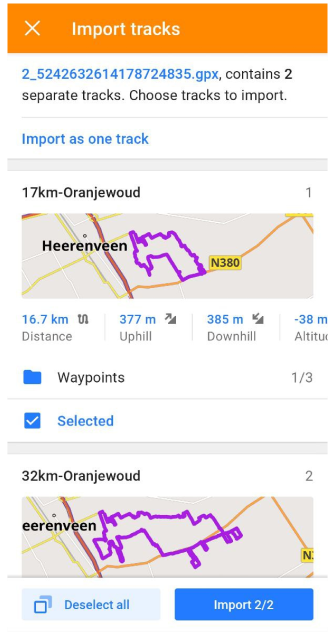 Import tracks
2_5242632614178724835.gpx, contains 2
separate tracks. Choose tracks to import.
Import as one track
17km-Oranjewoud 1
Heerenveen
N380
16.7 km 377 m 385 m -38 m
Distance Uphill Downhill Altitu
Waypoints 1/3
Selected
32km-Oranjewoud 2
eerenveen
N
Deselect all Import 2/2